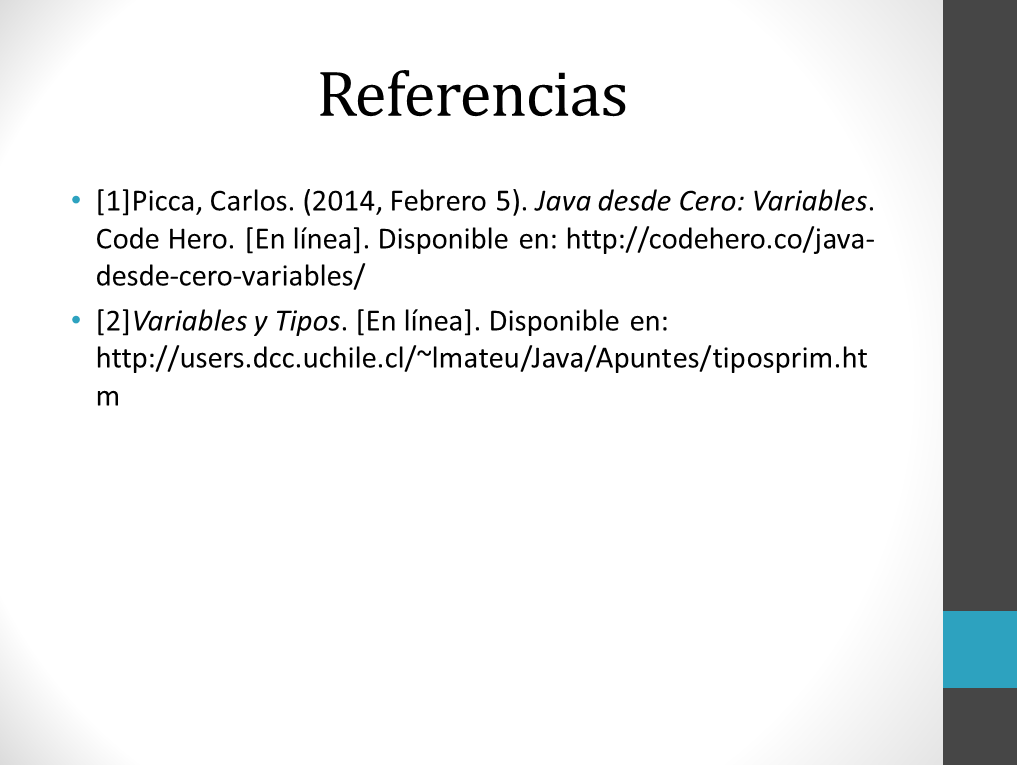 Referencias
• [1]Picca, Carlos. (2014, Febrero 5). Java desde Cero: Variables.
Code Hero. [En línea]. Disponible en: http://codehero.co/java-
desde-cero-variables/
• [2]Variables y Tipos. [En línea]. Disponible en:
http://users.dcc.uchile.cl/~lmateu/Java/Apuntes/tiposprim.ht
m